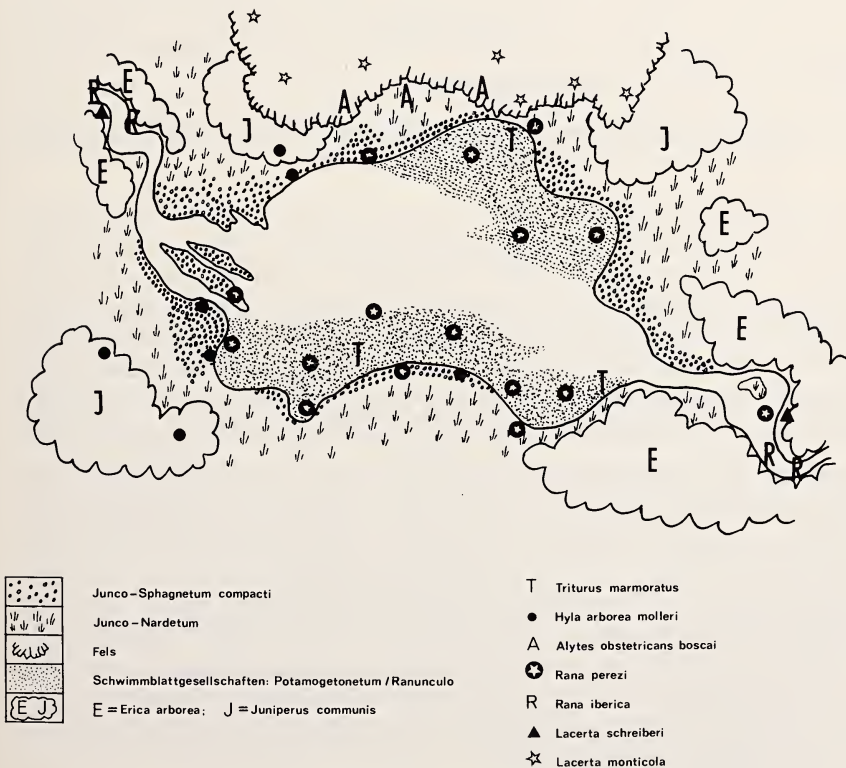 E
R
A A A
R
J T J
E
E
E
T
T
J
E R
R
Junco-Sphagnetum compacti
Junco-Nardetum
Fels
Schwimmblattgesellschaften: Potamogetonetum / Ranunculo
E J E = Erica arborea; J = Juniperus communis
T Triturus marmoratus
Hyla arborea molleri
A Alytes obstetricans boscai
Rana perezi
R Rana iberica
Lacerta schreiberi
Lacerta monticola